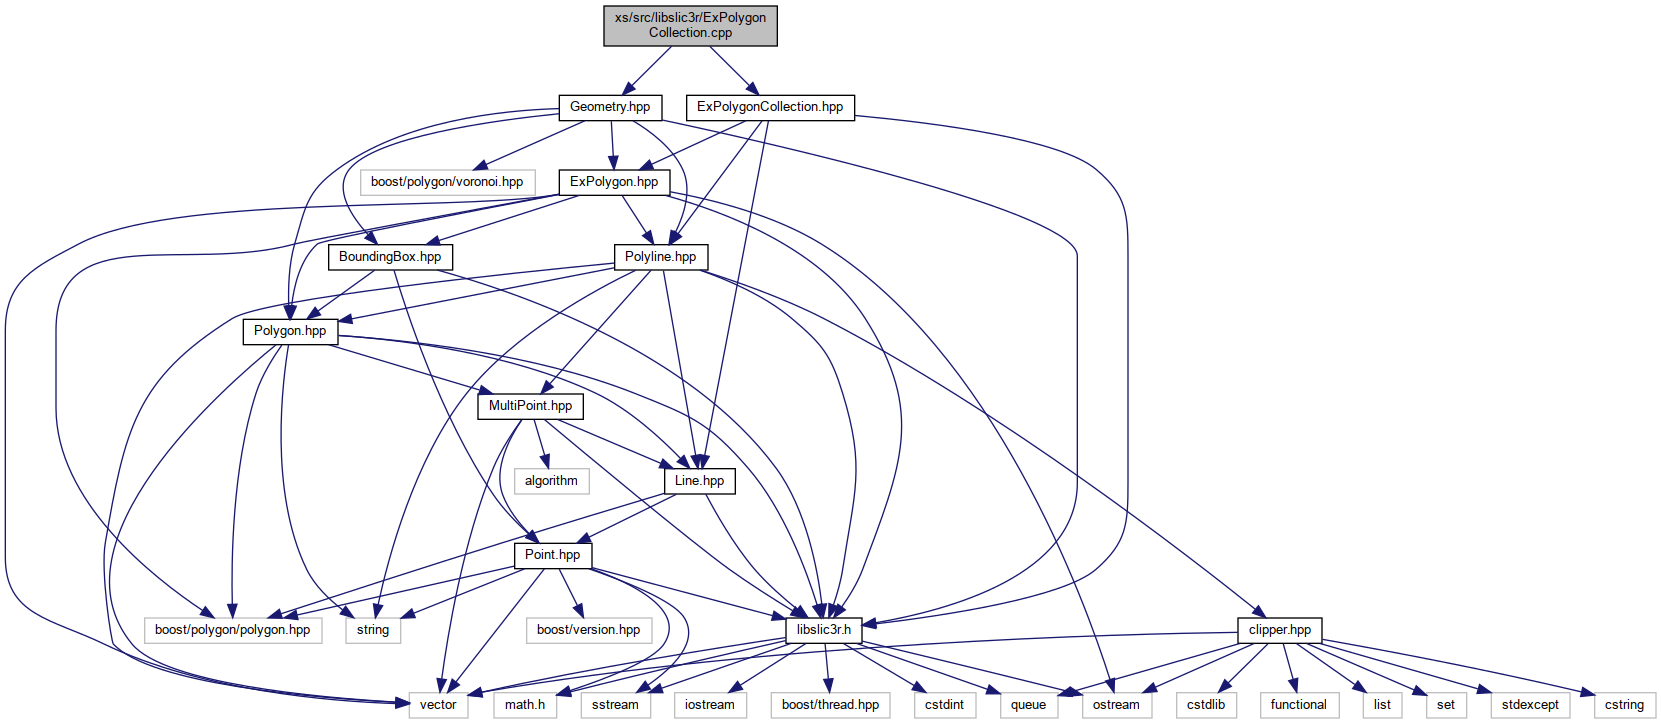 xs/src/libslic3r/ExPolygon
Collection.cpp
Geometry.hpp
ExPolygonCollection.hpp
boost/polygon/voronoi.hpp
ExPolygon.hpp
BoundingBox.hpp
Polyline.hpp
Polygon.hpp
MultiPoint.hpp
algorithm
Line.hpp
Point.hpp
boost/polygon/polygon.hpp
string
boost/version.hpp
libslic3r.h
clipper.hpp
vector
math.h
sstream
iostream
boost/thread.hpp
cstdint
queue
ostream
cstdlib
functional
list
set
stdexcept
cstring